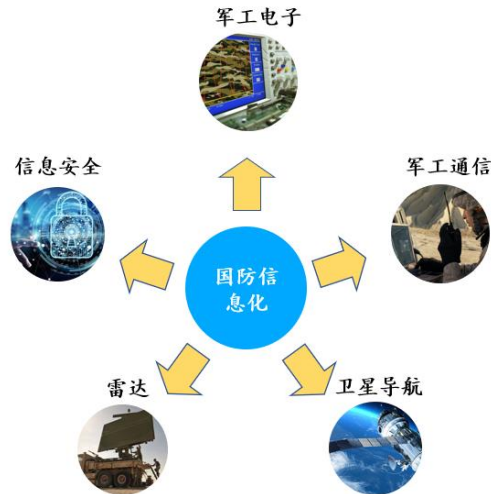 军工电子
信息安全
军工通信
国防信
息化
雷达
卫星导航